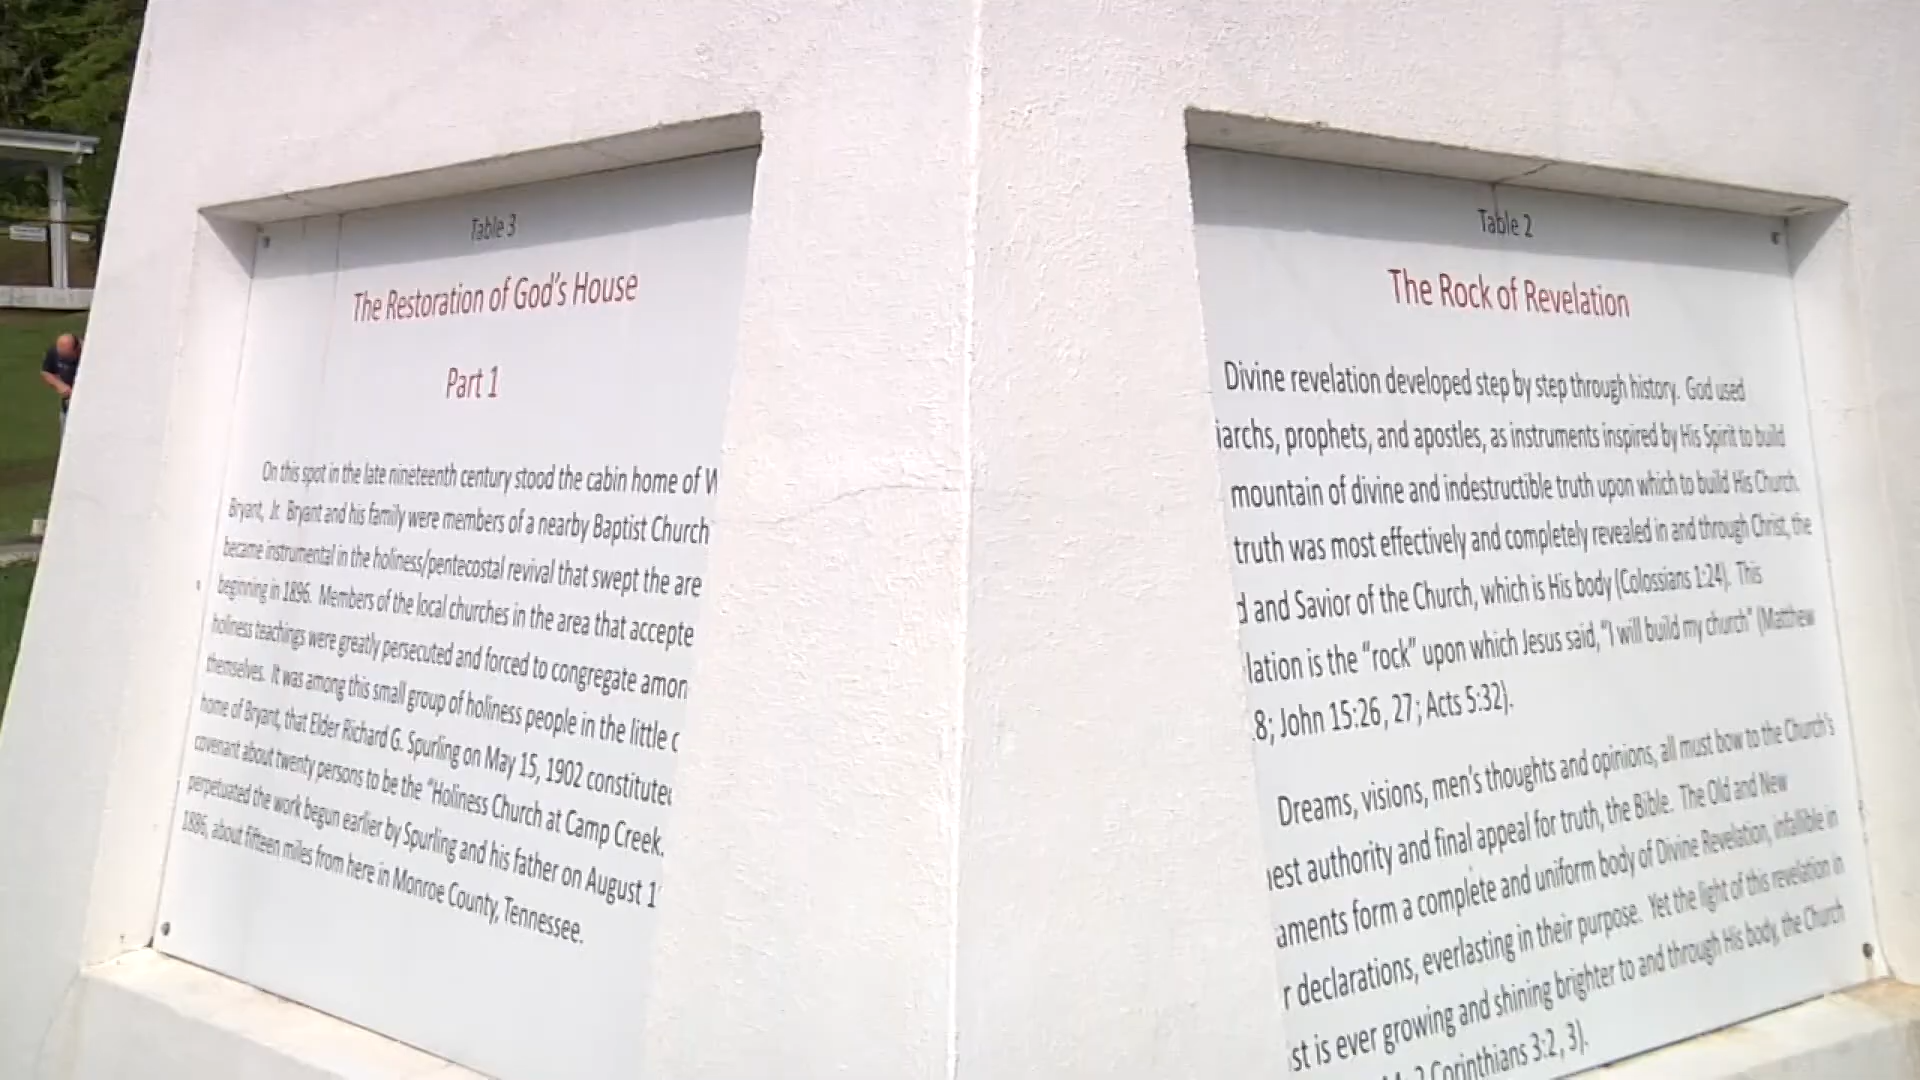 Table 3
The Restoration of God's House
Part 1
On this spot in the late nineteenth century stood the cabin home of W
Bryant, Jr. Bryant and his family were members of a nearby Baptist Church
became instrumental in the holiness/pentecostal revival that swept the are
beginning in 1896. Members of the local churches in the area that accepte
holiness teachings were greatly persecuted and forced to congregate amon
themselves. It was among this small group of holiness people in the little c
home of Bryant, that Elder Richard G. Spurling on May 15, 1902 constituted
covenant about twenty persons to be the “Holiness Church at Camp Creek.
perpetuated the work begun earlier by Spurling and his father on August 1
1886, about fifteen miles from here in Monroe County, Tennessee.
Table 2
The Rock of Revelation
Divine revelation developed step by step through history. God used
iarchs, prophets, and apostles, as instruments inspired by His Spirit to build
mountain of divine and indestructible truth upon which to build His Church.
truth was most effectively and completely revealed in and through Christ, the
d and Savior of the Church, which is His body (Colossians 1:24). This
lation is the “rock” upon which Jesus said, “I will build my church” (Matthew
8; John 15:26, 27; Acts 5:32).
Dreams, visions, men's thoughts and opinions, all must bow to the Church's
est authority and final appeal for truth, the Bible. The Old and New
aments form a complete and uniform body of Divine Revelation, infallible in
r declarations, everlasting in their purpose. Yet the light of this revelation in
st is ever growing and shining brighter to and through His body, the Church
2 Corinthians 3:2, 3).